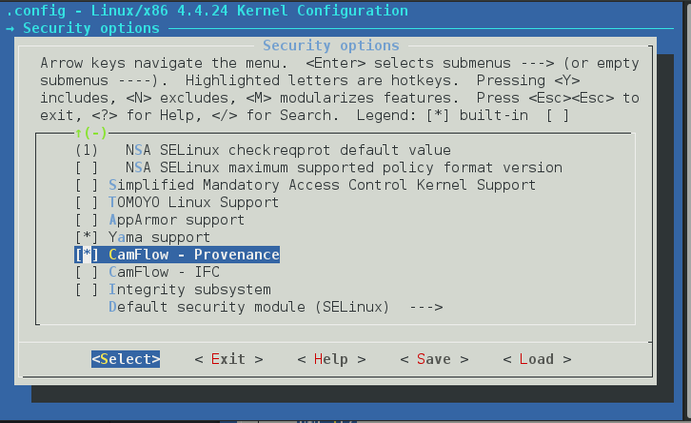 .config - Linux/x86 4.4.24 Kernel Configuration
→ Security options
Security options
Arrow keys navigate the menu.  <Enter> selects submenus ---> (or empty
submenus ----).  Highlighted letters are hotkeys.  Pressing <Y>
includes, <N> excludes, <M> modularizes features.  Press <Esc><Esc> to
exit, <?> for Help, </> for Search.  Legend: [*] built-in  [ ]
↑(-)
(1)   NSA SELinux checkreqprot default value
[ ]   NSA SELinux maximum supported policy format version
[ ] Simplified Mandatory Access Control Kernel Support
[ ] TOMOYO Linux Support
[ ] AppArmor support
[*] Yama support
[*] CamFlow - Provenance
[ ] CamFlow - IFC
[ ] Integrity subsystem
Default security module (SELinux)  --->
<Select>    < Exit >    < Help >    < Save >    < Load >